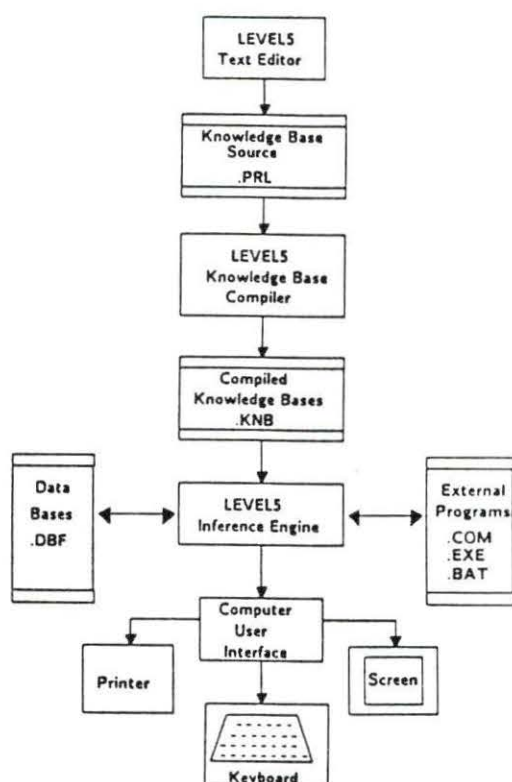 LEVEL5
Text Editor
Knowledge Base
Source
.PRL
LEVEL5
Knowledge Base
Compiler
Compiled
Knowledge Bases
.KNB
Data
Bases
.DBF
LEVEL5
Inference Engine
External
Programs
.COM
.EXE
.BAT
Computer
User
Interface
Printer
Screen
Keyboard